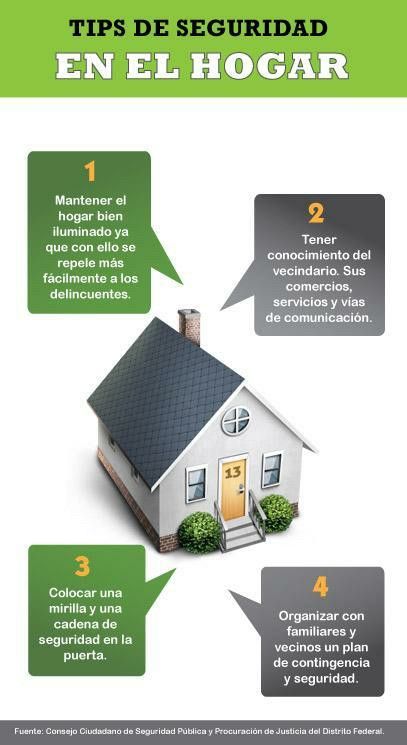 TIPS DE SEGURIDAD
EN EL HOGAR
1
Mantener el
hogar bien
iluminado ya
que con ello se
repele más
fácilmente a los
delincuentes.
2
Tener
conocimiento del
vecindario. Sus
comercios,
servicios y vías
de comunicación.
13
3
Colocar una
mirilla y una
cadena de
seguridad en la
puerta.
4
Organizar con
familiares y
vecinos un plan
de contingencia
y seguridad.
Fuente: Consejo Ciudadano de Seguridad Pública y Procuración de Justicia del Distrito Federal.